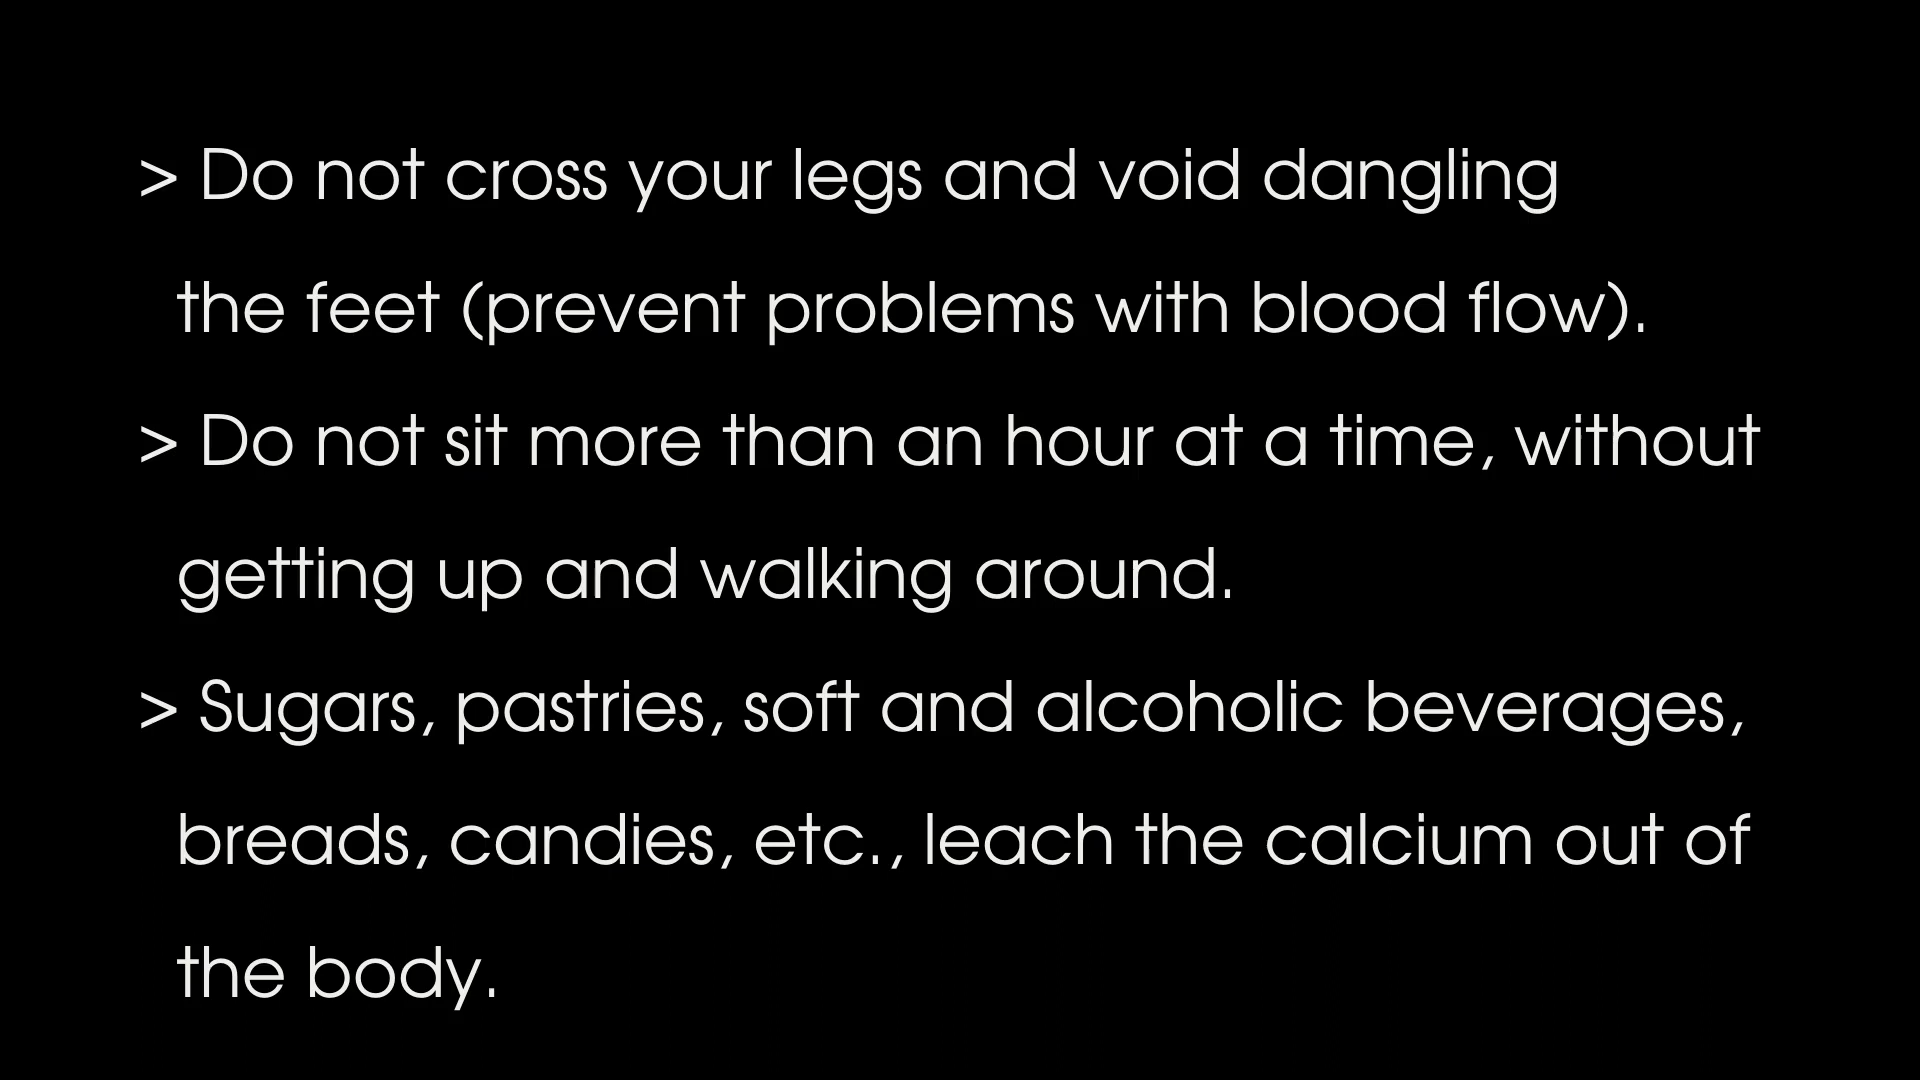 > Do not cross your legs and void dangling
the feet (prevent problems with blood flow).
> Do not sit more than an hour at a time, without
getting up and walking around.
> Sugars, pastries, soft and alcoholic beverages,
breads, candies, etc., leach the calcium out of
the body.